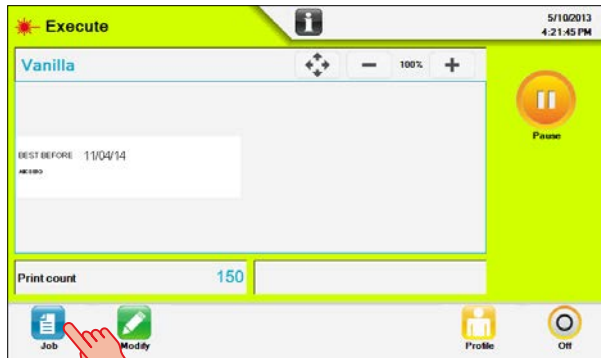 Execute
5/10/2013
4:21:45 PM
Vanilla
100%
Pause
BEST BEFORE 11/04/14
Print count 150
Job Modify Profile Off